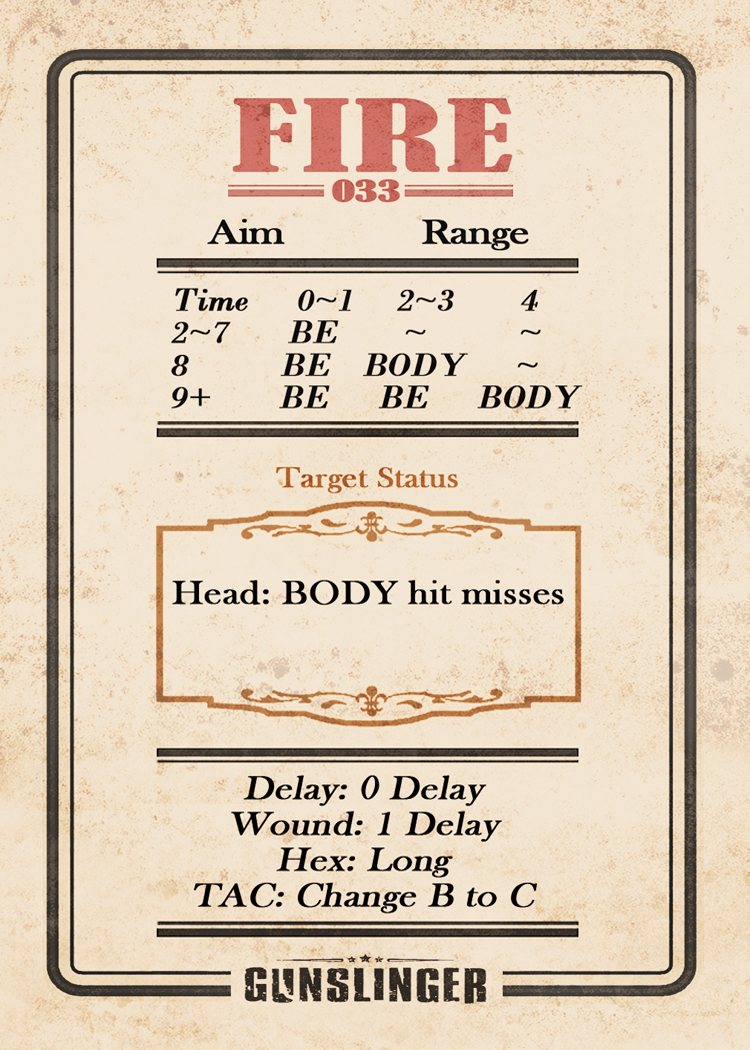 FIRE
033
Aim Range
Time 0~1 2~3 4
2~7 BE ~ ~
8 BE BODY ~
9+ BE BE BODY
Target Status
Head: BODY hit misses
Delay: 0 Delay
Wound: 1 Delay
Hex: Long
TAC: Change B to C
GUNSLINGER